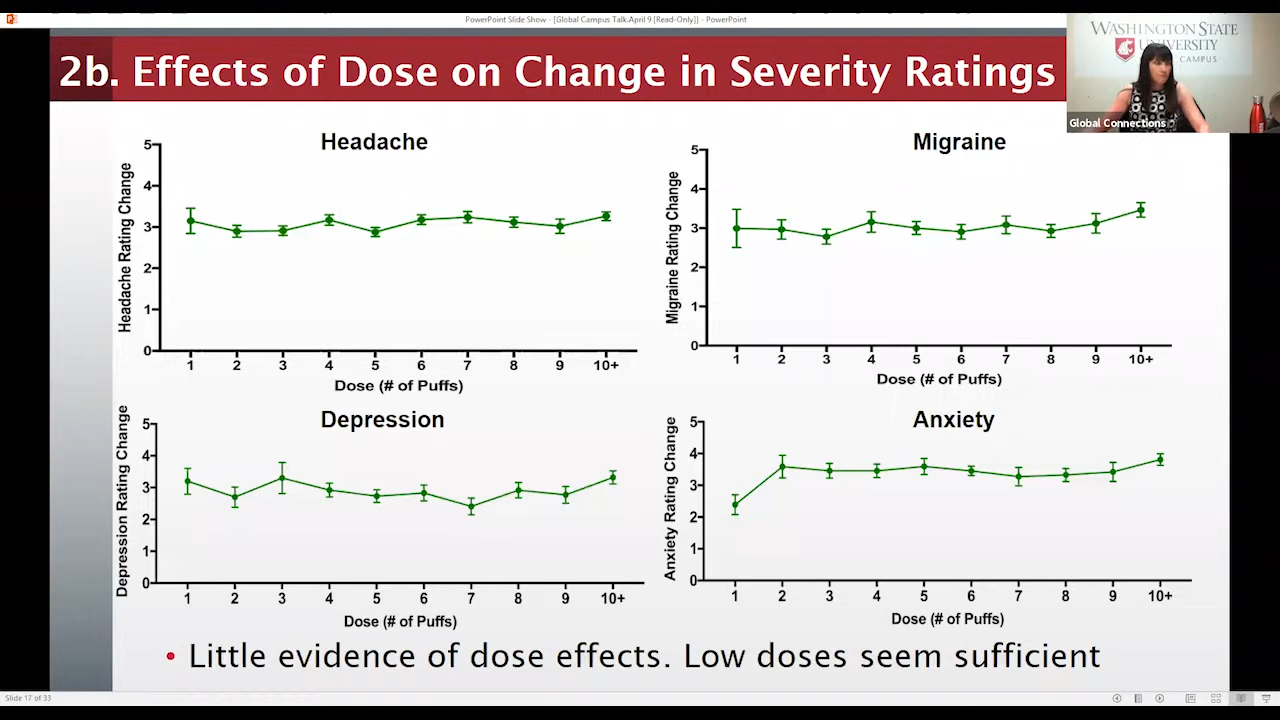 PowerPoint Slide Show - [Global Campus Talk.April 9 [Read-Only]] - PowerPoint
2b. Effects of Dose on Change in Severity Ratings
WASHINGTON STATE
UNIVERSITY
CAMPUS
Global Connections
Headache
Headache Rating Change
5
4
3
2
1
0
1 2 3 4 5 6 7 8 9 10+
Dose (# of Puffs)
Migraine
Migraine Rating Change
5
4
3
2
1
0
1 2 3 4 5 6 7 8 9 10+
Dose (# of Puffs)
Depression
Depression Rating Change
5
4
3
2
1
0
1 2 3 4 5 6 7 8 9 10+
Dose (# of Puffs)
Anxiety
Anxiety Rating Change
5
4
3
2
1
0
1 2 3 4 5 6 7 8 9 10+
Dose (# of Puffs)
• Little evidence of dose effects. Low doses seem sufficient
Slide 17 of 33